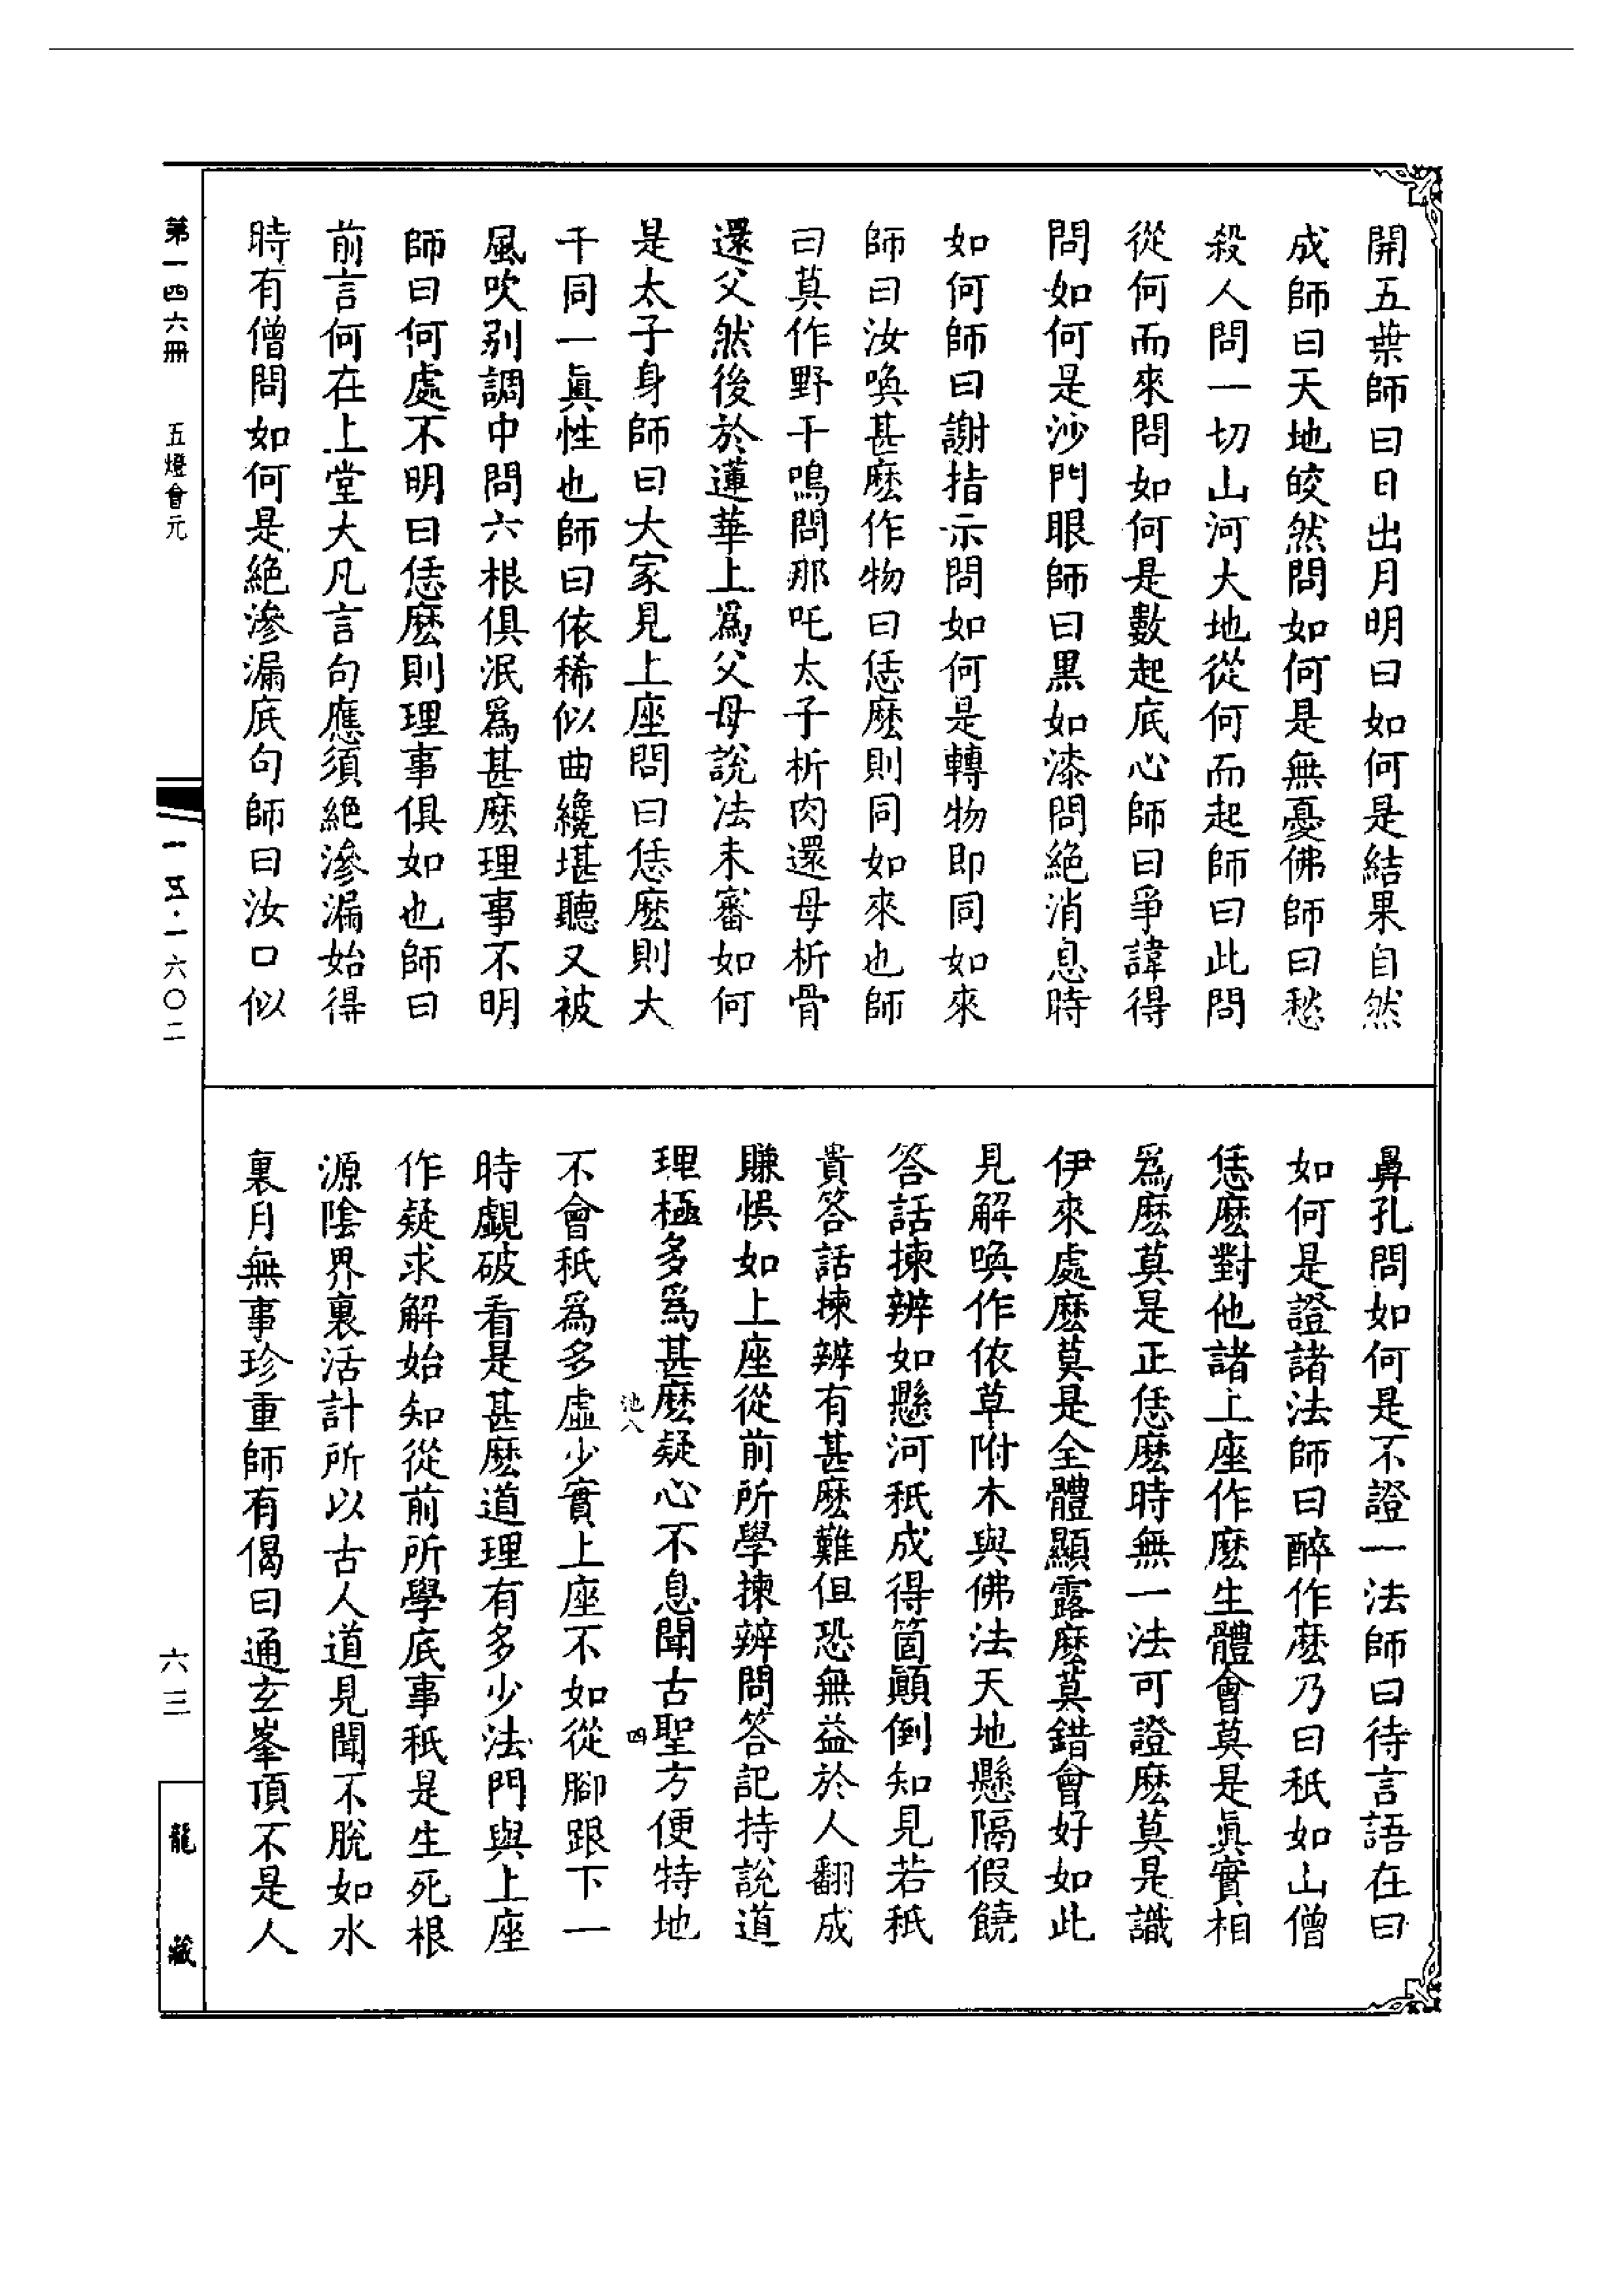 開五葉師曰日出月明曰如何是結果自然
成師曰天地皎然問如何是無憂佛師曰愁
殺人問一切山河大地從何而起師曰此問
從何而來問如何是數起底心師曰爭諱得
問如何是沙門眼師曰黑如漆問絕消息時
如何師曰謝指示問如何是轉物即同如來
師曰汝喚甚麼作物曰恁麼則同如來也師
曰莫作野干鳴問那吒太子析肉還母析骨
還父然後於蓮華上爲父母說法未審如何
是太子身師曰大家見上座問曰恁麼則大
千同一眞性也師曰依稀似曲纔堪聽又被
風吹別調中問六根俱泯爲甚麼理事不明
師曰何處不明曰恁麼則理事俱如也師曰
前言何在上堂大凡言句應須絕滲漏始得
時有僧問如何是絕滲漏底句師曰汝口似
鼻孔問如何是不證一法師曰待言語在曰
如何是證諸法師曰醉作麼乃曰秖如山僧
恁麼對他諸上座作麼生體會莫是眞實相
爲麼莫是正恁麼時無一法可證麼莫是識
伊來處麼莫是全體顯露麼莫錯會好如此
見解喚作依草附木與佛法天地懸隔假饒
答話揀辨如懸河秖成得箇顚倒知見若秖
貴答話揀辨有甚麼難但恐無益於人翻成
賺悞如上座從前所學揀辨問答記持說道
理極多爲甚麼疑心不息聞古聖方便特地
池八
四
不會秖爲多虛少實上座不如從腳跟下一
時覷破看是甚麼道理有多少法門與上座
作疑求解始知從前所學底事秖是生死根
源陰界裏活計所以古人道見聞不脫如水
裏月無事珍重師有偈曰通玄峯頂不是人
第一四六冊 五燈會元
一五·一六〇二
六三
龍藏